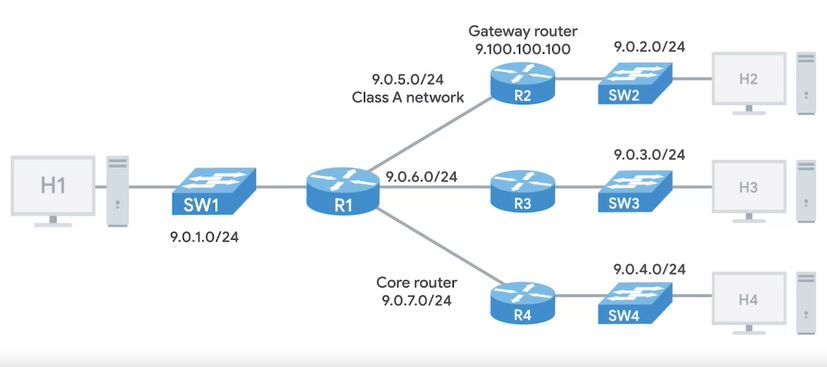 Gateway router
9.100.100.100
9.0.2.0/24
9.0.5.0/24
Class A network
R2
SW2
H2
9.0.3.0/24
H1
SW1
R1
9.0.6.0/24
R3
SW3
H3
9.0.1.0/24
9.0.4.0/24
Core router
9.0.7.0/24
R4
SW4
H4